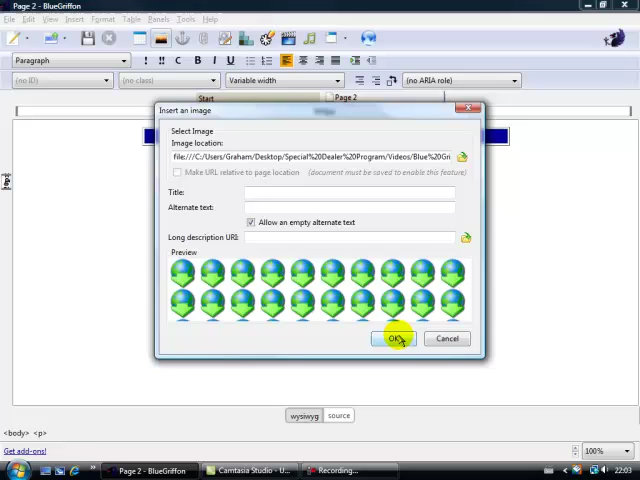 Page 2 - BlueGriffon
File Edit View Insert Format Table Panels Tools Help
Paragraph
B I U
(no ID) (no class) Variable width (no ARIA role)
Start Page 2
Insert an image
Select Image
Image location:
file:///C:/Users/Graham/Desktop/Special%20Dealer%20Program/Videos/Blue%20Gri
Make URL relative to page location (document must be saved to enable this feature)
Title:
Alternate text:
Allow an empty alternate text
Long description URL:
Preview
OK Cancel
wysiwyg source
<body> <p>
Get add-ons! 100%
Page 2 - BlueGriffon Camtasia Studio - U... Recording... 22:03